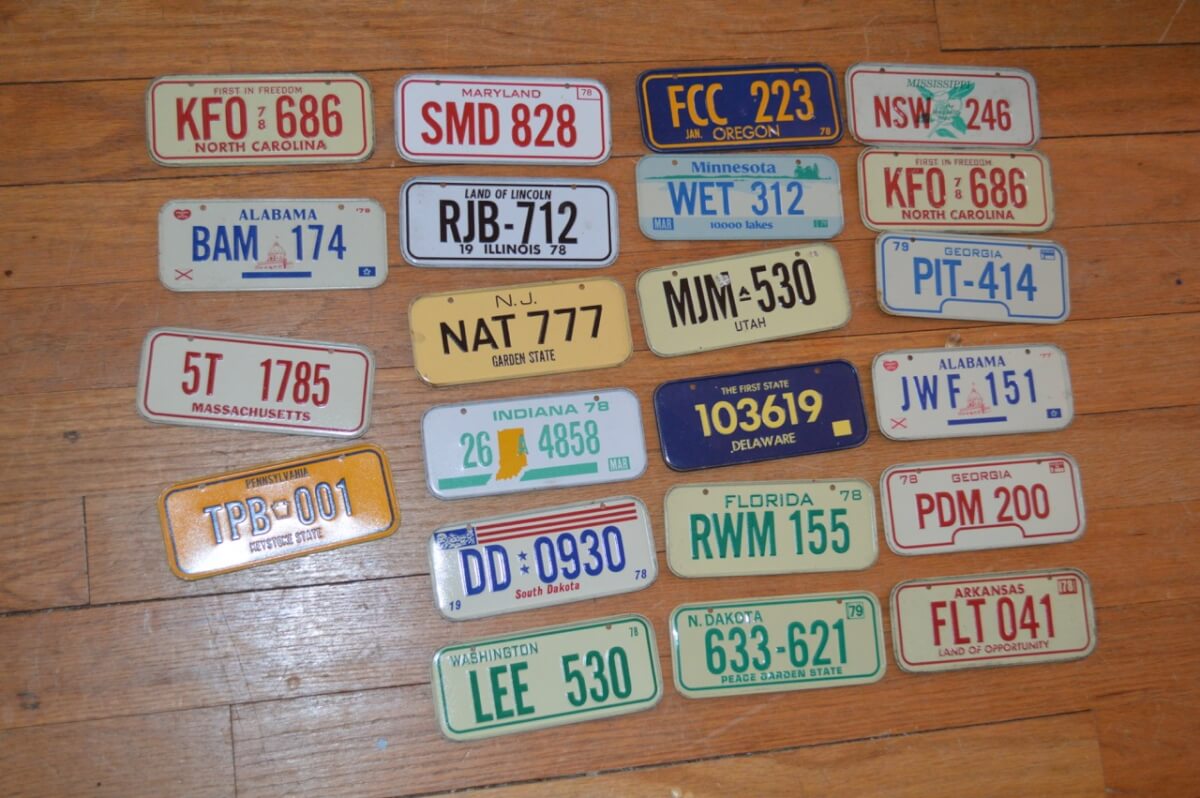 FIRST IN FREEDOM
KFO 78 686
NORTH CAROLINA
ALABAMA '78
BAM 174
5T 1785
MASSACHUSETTS
PENNSYLVANIA
TPB 001
KEYSTONE STATE
MARYLAND 78
SMD 828
LAND OF LINCOLN
RJB-712
19 ILLINOIS 78
N.J.
NAT 777
GARDEN STATE
INDIANA 78
26 A 4858
MAR
DD 0930
South Dakota
19 78
WASHINGTON 78
LEE 530
FCC 223
JAN. OREGON 78
Minnesota
WET 312
MAR 10000 lakes
MJM 530
UTAH
THE FIRST STATE
103619
DELAWARE
FLORIDA 78
RWM 155
N. DAKOTA 79
633-621
PEACE GARDEN STATE
MISSISSIPPI
NSW 246
FIRST IN FREEDOM
KFO 78 686
NORTH CAROLINA
79 GEORGIA
PIT-414
ALABAMA '77
JWF 151
78 GEORGIA
PDM 200
ARKANSAS 78
FLT 041
LAND OF OPPORTUNITY